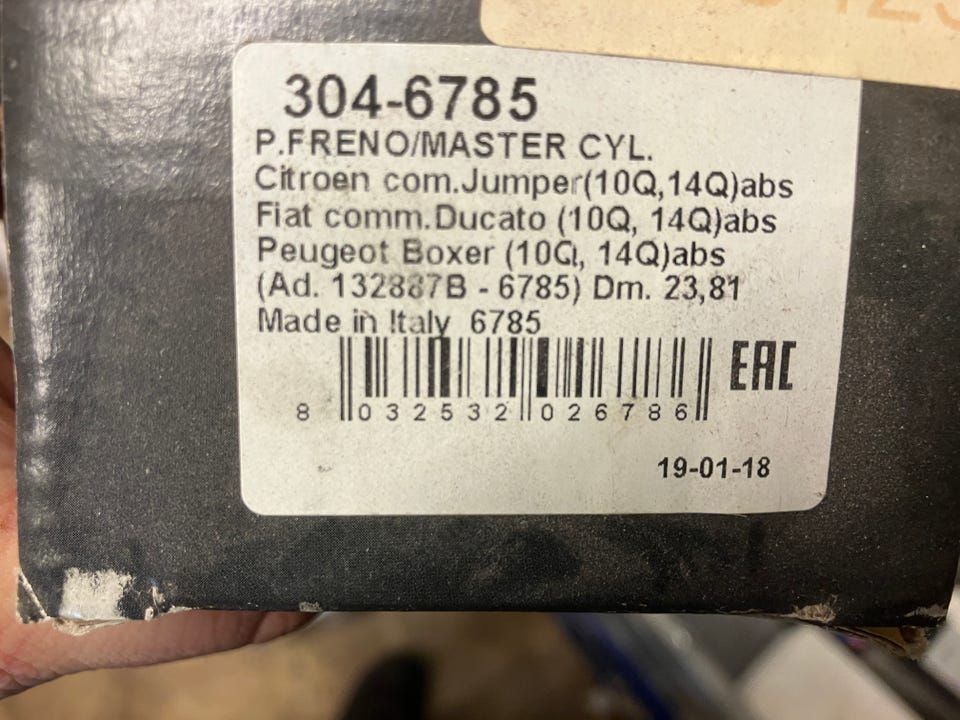 304-6785
P.FRENO/MASTER CYL.
Citroen com.Jumper(10Q,14Q)abs
Fiat comm.Ducato (10Q, 14Q)abs
Peugeot Boxer (10Q, 14Q)abs
(Ad. 132887B - 6785) Dm. 23,81
Made in Italy 6785
EAC
8 032532 026786
19-01-18